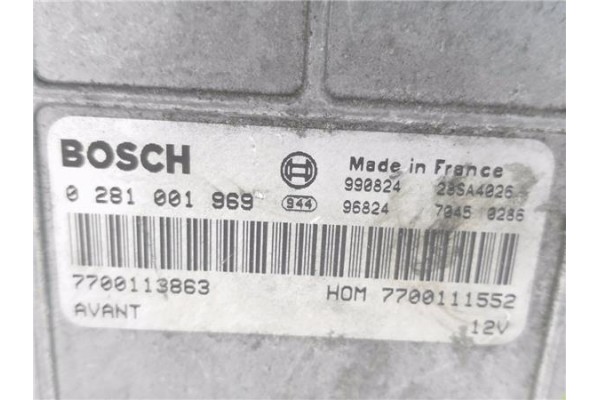 BOSCH
Made in France
990824 28SA4026
0 281 001 969 944 96824 7045 0286
7700113863 HOM 7700111552
AVANT 12V